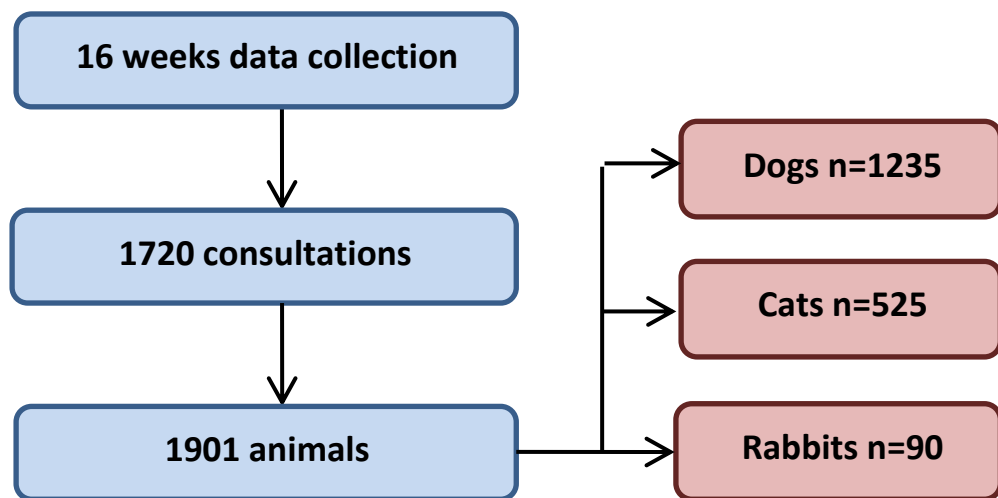 16 weeks data collection
1720 consultations
1901 animals
Dogs n=1235
Cats n=525
Rabbits n=90